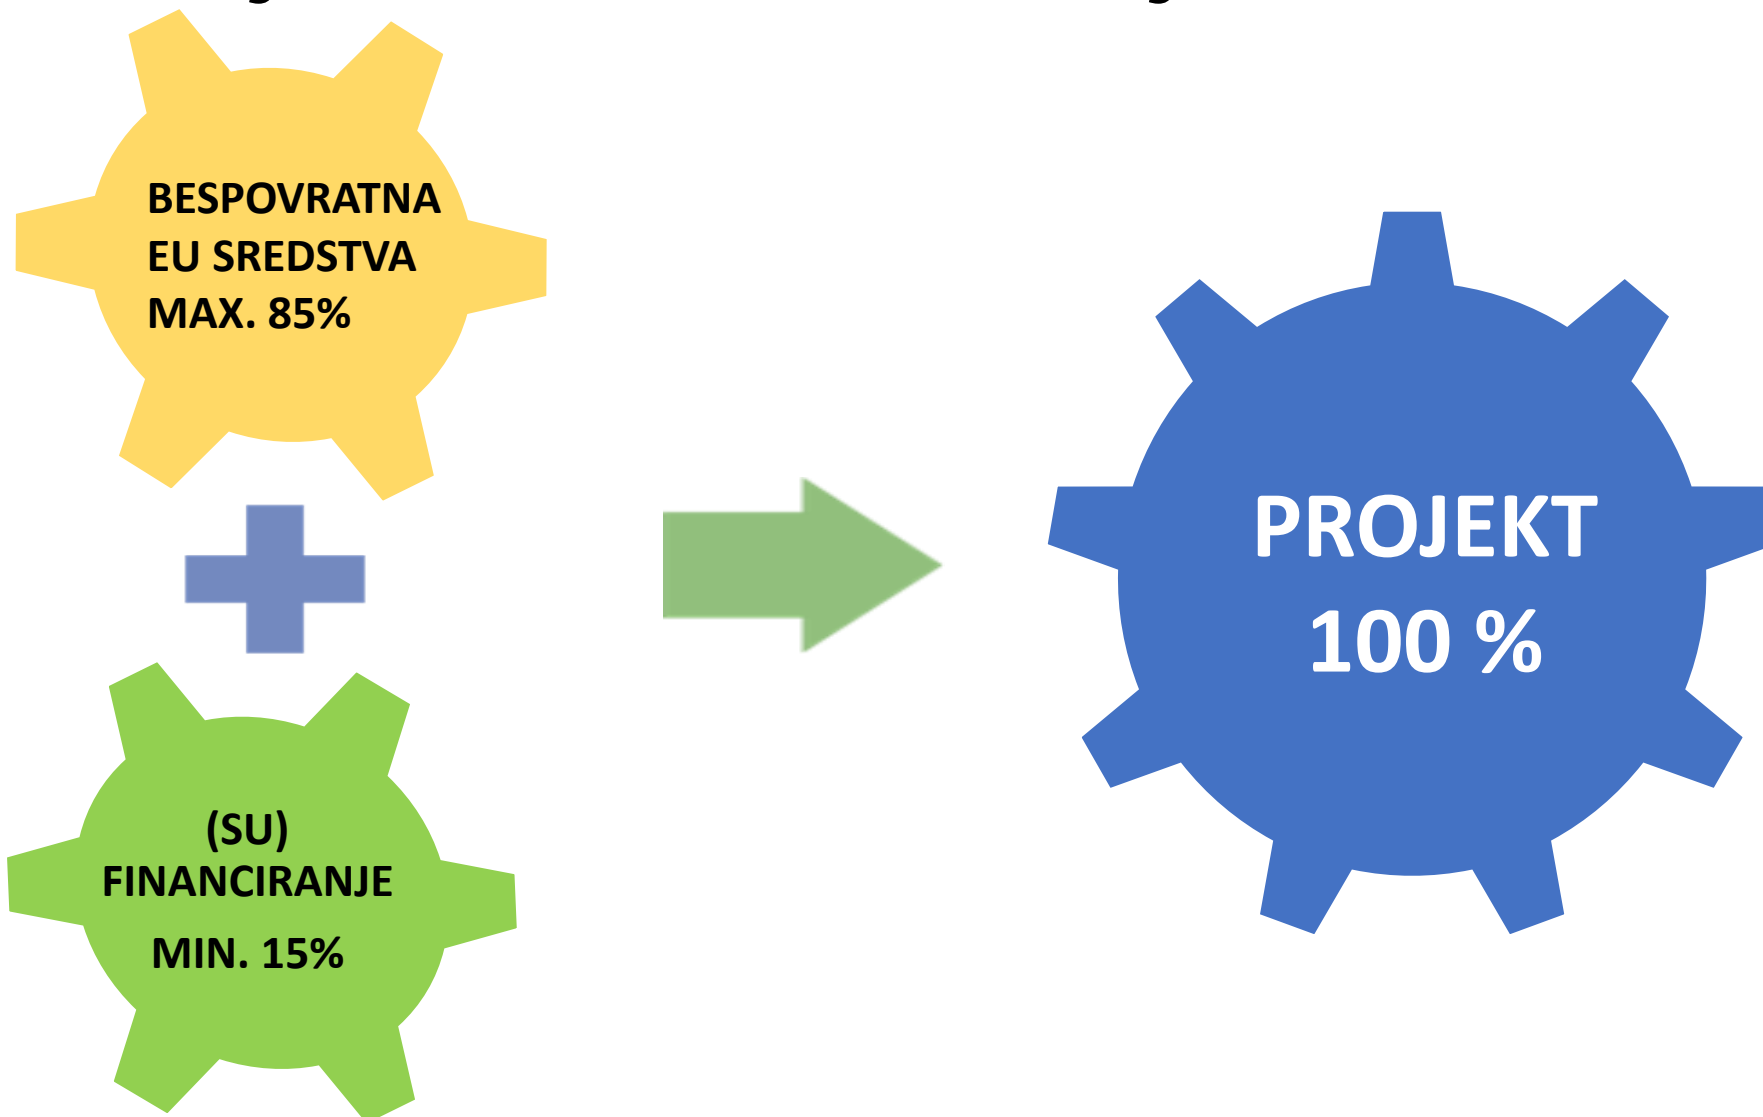 BESPOVRATNA
EU SREDSTVA
MAX. 85%
(SU)
FINANCIRANJE
MIN. 15%
PROJEKT
100 %